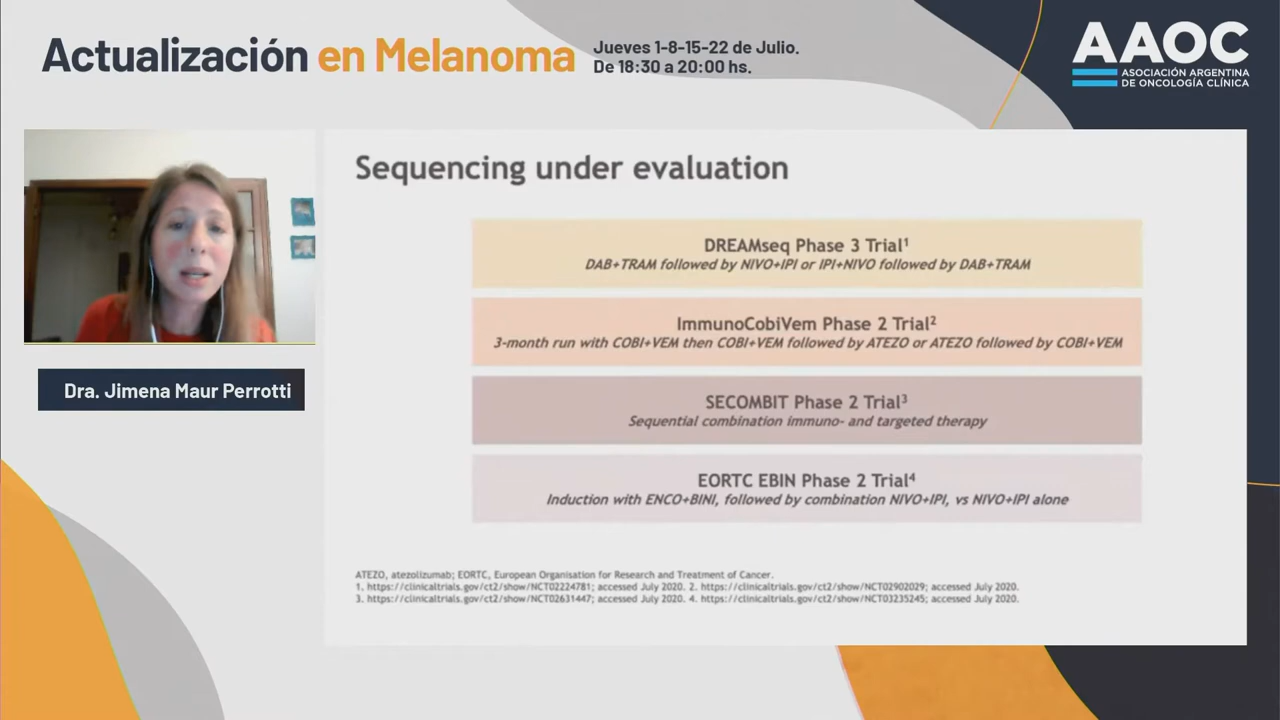 Actualización en Melanoma
Jueves 1-8-15-22 de Julio.
De 18:30 a 20:00 hs.
AAOC
ASOCIACIÓN ARGENTINA
DE ONCOLOGÍA CLÍNICA
Dra. Jimena Maur Perrotti
Sequencing under evaluation
DREAMseq Phase 3 Trial¹
DAB+TRAM followed by NIVO+IPI or IPI+NIVO followed by DAB+TRAM
ImmunoCobiVem Phase 2 Trial²
3-month run with COBI+VEM then COBI+VEM followed by ATEZO or ATEZO followed by COBI+VEM
SECOMBIT Phase 2 Trial³
Sequential combination immuno- and targeted therapy
EORTC EBIN Phase 2 Trial⁴
Induction with ENCO+BINI, followed by combination NIVO+IPI, vs NIVO+IPI alone
ATEZO, atezolizumab; EORTC, European Organisation for Research and Treatment of Cancer.
1. https://clinicaltrials.gov/ct2/show/NCT02224781; accessed July 2020. 2. https://clinicaltrials.gov/ct2/show/NCT02902029; accessed July 2020.
3. https://clinicaltrials.gov/ct2/show/NCT02631447; accessed July 2020. 4. https://clinicaltrials.gov/ct2/show/NCT03235245; accessed July 2020.